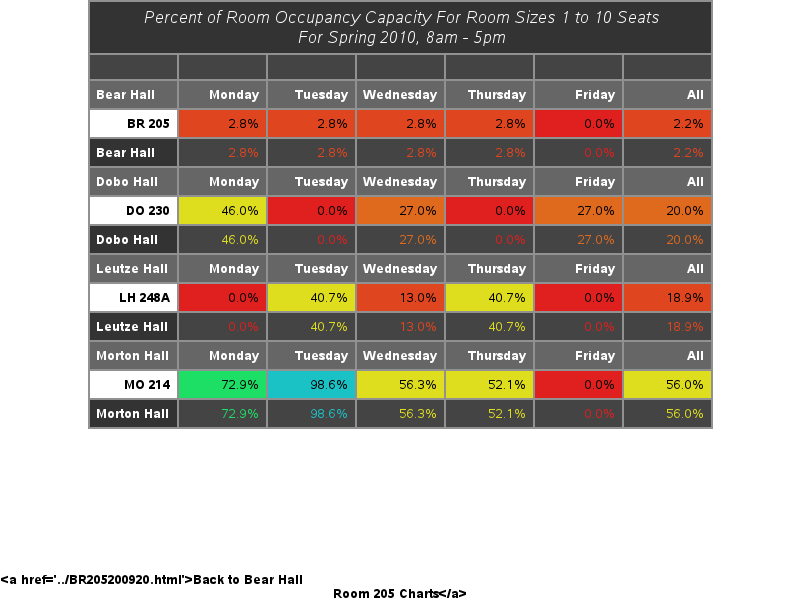 Percent of Room Occupancy Capacity For Room Sizes 1 to 10 Seats
For Spring 2010, 8am - 5pm
Bear Hall Monday Tuesday Wednesday Thursday Friday All
BR 205 2.8% 2.8% 2.8% 2.8% 0.0% 2.2%
Bear Hall 2.8% 2.8% 2.8% 2.8% 0.0% 2.2%
Dobo Hall Monday Tuesday Wednesday Thursday Friday All
DO 230 46.0% 0.0% 27.0% 0.0% 27.0% 20.0%
Dobo Hall 46.0% 0.0% 27.0% 0.0% 27.0% 20.0%
Leutze Hall Monday Tuesday Wednesday Thursday Friday All
LH 248A 0.0% 40.7% 13.0% 40.7% 0.0% 18.9%
Leutze Hall 0.0% 40.7% 13.0% 40.7% 0.0% 18.9%
Morton Hall Monday Tuesday Wednesday Thursday Friday All
MO 214 72.9% 98.6% 56.3% 52.1% 0.0% 56.0%
Morton Hall 72.9% 98.6% 56.3% 52.1% 0.0% 56.0%
<a href='../BR205200920.html'>Back to Bear Hall
Room 205 Charts</a>